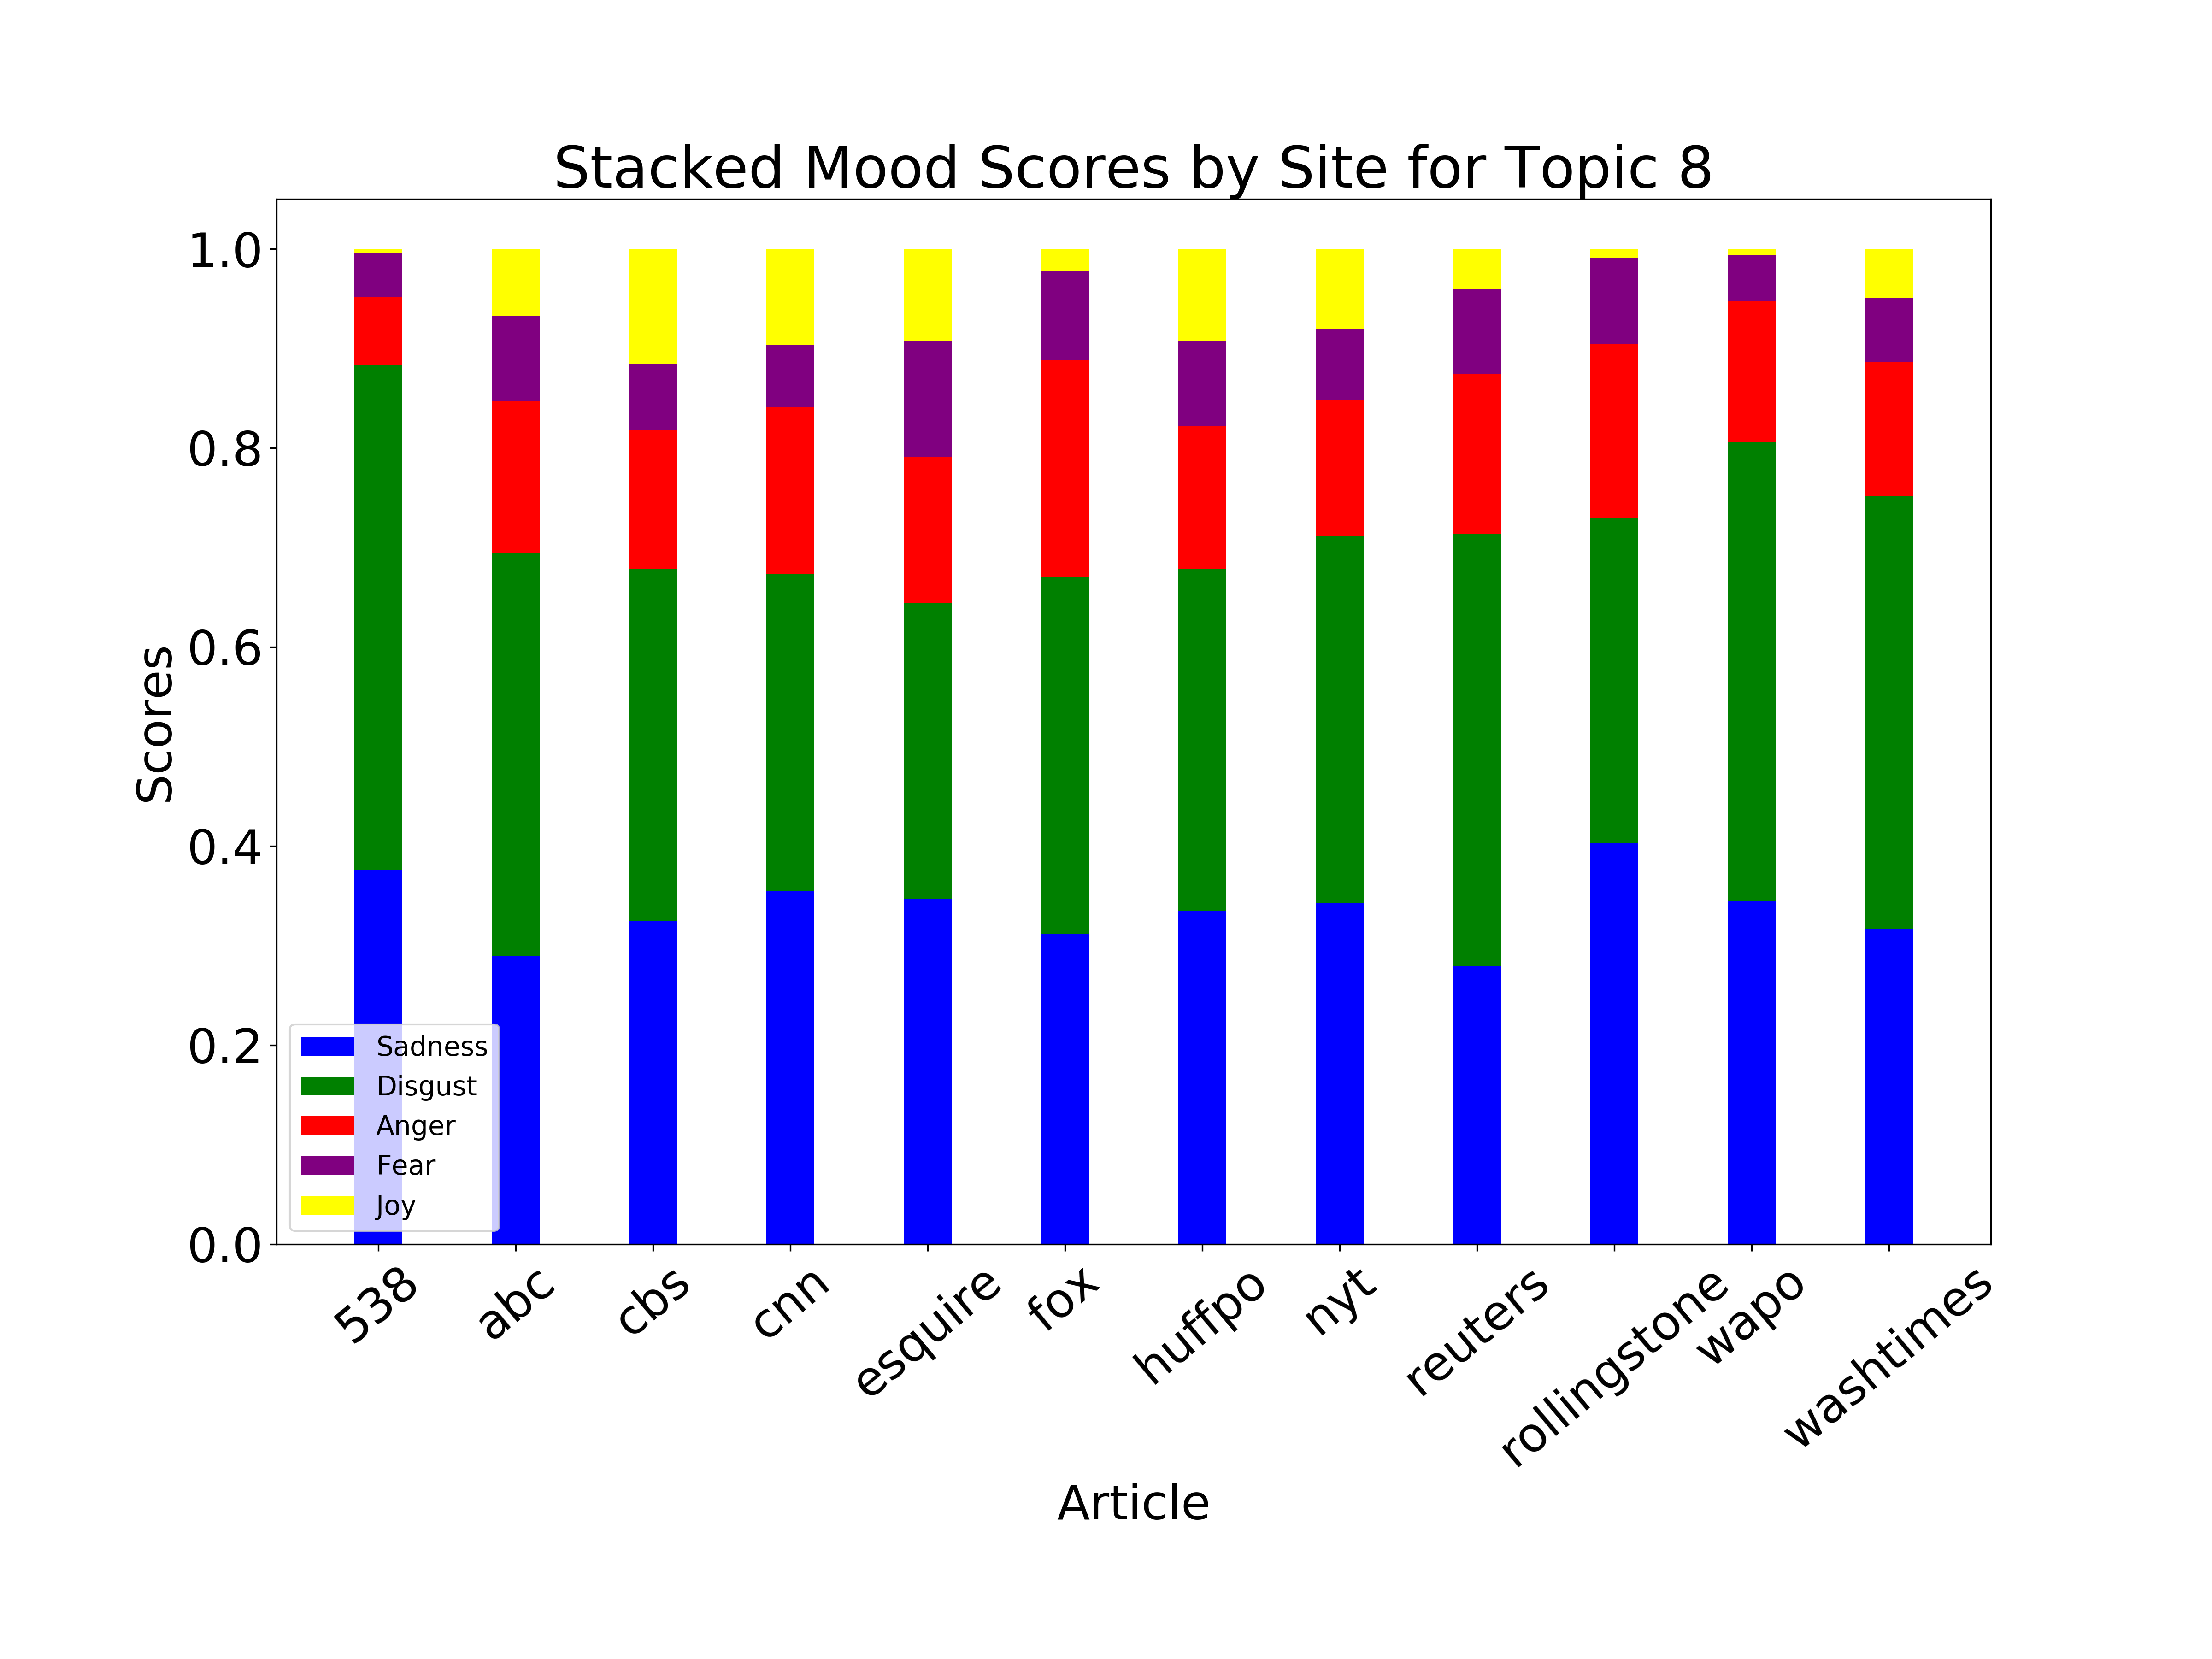 Stacked Mood Scores by Site for Topic 8
1.0
0.8
0.6
0.4
0.2
0.0
Scores
Sadness
Disgust
Anger
Fear
Joy
538
abc
cbs
cnn
esquire
fox
huffpo
nyt
reuters
rollingstone
wapo
washtimes
Article